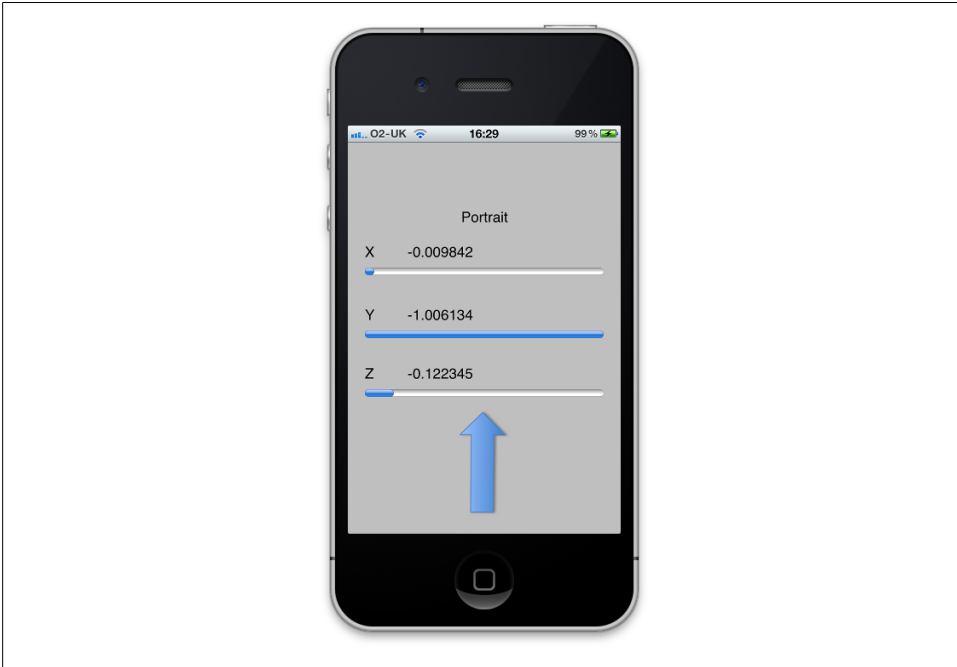 O2-UK 16:29 99%
Portrait
X -0.009842
Y -1.006134
Z -0.122345